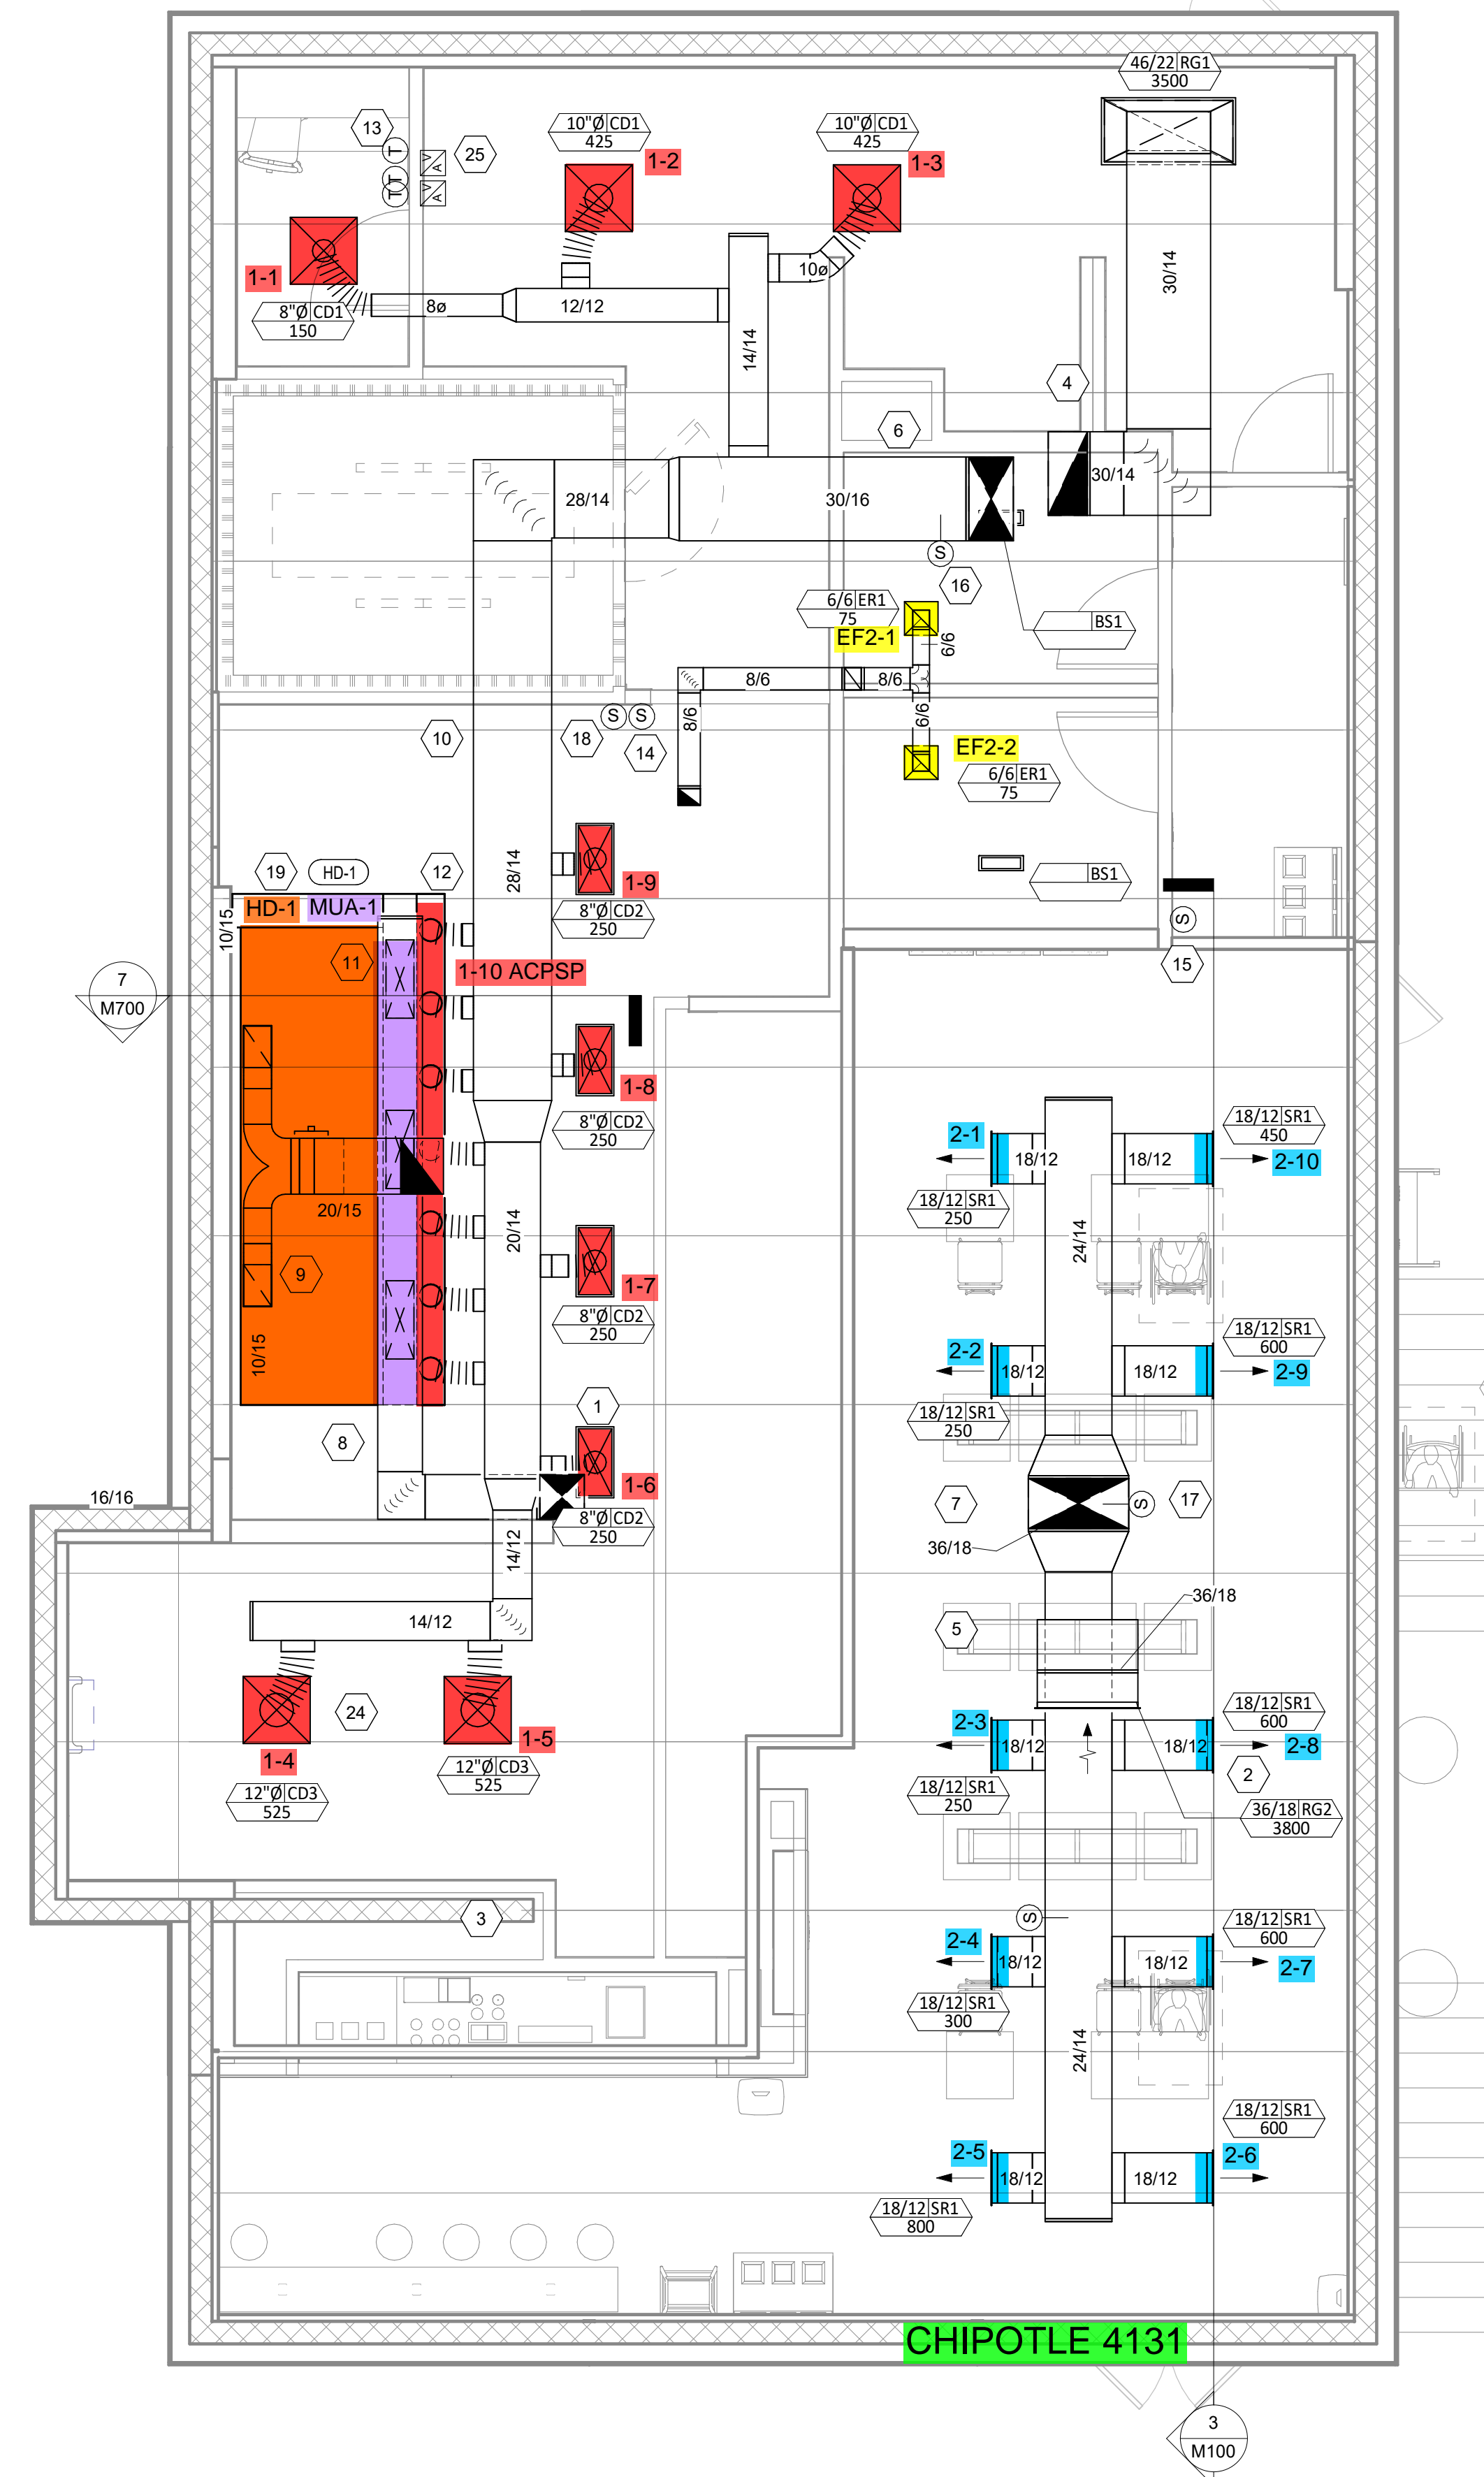 46/22 RG1
3500
13
T
T
T
V
A
V
A
25
10"Ø CD1
425
1-2
10"Ø CD1
425
1-3
1-1
8"Ø CD1
150
8ø
12/12
10ø
14/14
30/14
4
6
30/14
28/14
30/16
S
16
6/6 ER1
75
EF2-1
6/6
BS1
8/6
8/6
8/6
6/6
10
18
S
S
14
EF2-2
6/6 ER1
75
28/14
19
HD-1
12
1-9
8"Ø CD2
250
BS1
S
15
10/15
HD-1
MUA-1
11
1-10 ACPSP
7
M700
1-8
8"Ø CD2
250
2-1
18/12
18/12
18/12 SR1
450
2-10
18/12 SR1
250
20/15
20/14
24/14
9
1-7
8"Ø CD2
250
10/15
2-2
18/12
18/12
18/12 SR1
600
2-9
18/12 SR1
250
1
8
1-6
8"Ø CD2
250
16/16
7
S
17
36/18
14/12
36/18
5
14/12
24
1-4
12"Ø CD3
525
1-5
12"Ø CD3
525
2-3
18/12
18/12
18/12 SR1
600
2-8
2
18/12 SR1
250
36/18 RG2
3800
3
S
2-4
18/12
18/12
18/12 SR1
600
2-7
18/12 SR1
300
24/14
18/12 SR1
600
2-5
18/12
18/12
2-6
18/12 SR1
800
CHIPOTLE 4131
3
M100